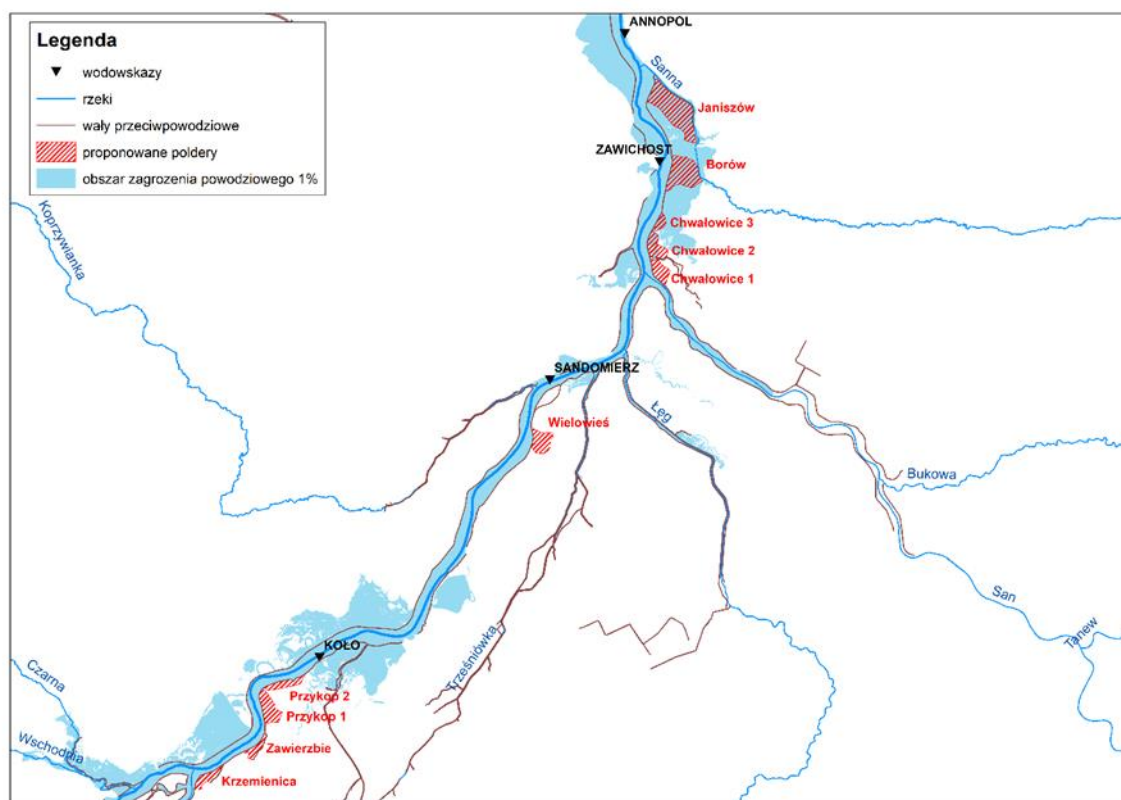 Legenda
wodowskazy
rzeki
wały przeciwpowodziowe
proponowane poldery
obszar zagrozenia powodziowego 1%
ANNOPOL
Sanna
Janiszów
ZAWICHOST
Borów
Koprzywianka
Chwałowice 3
Chwałowice 2
Chwałowice 1
SANDOMIERZ
Wielowieś
Łęg
Bukowa
San
Tanew
Trześniówka
KOŁO
Czarna
Przykop 2
Przykop 1
Wschodnia
Zawierzbie
Krzemienica